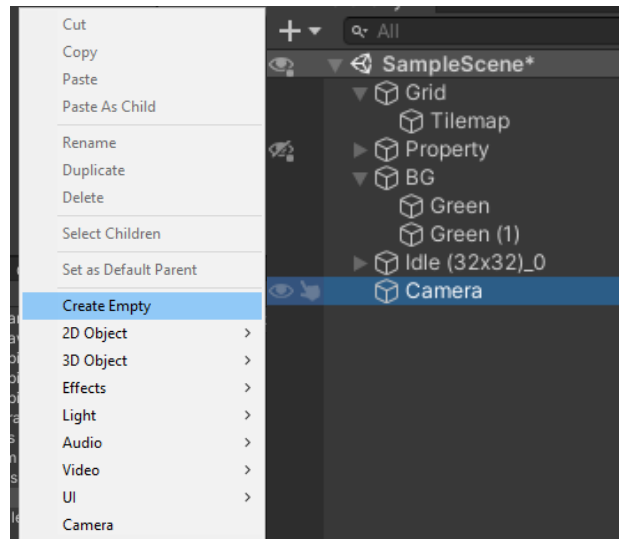 Cut
Copy
Paste
Paste As Child
Rename
Duplicate
Delete
Select Children
Set as Default Parent
Create Empty
2D Object
3D Object
Effects
Light
Audio
Video
UI
Camera
All
SampleScene*
Grid
Tilemap
Property
BG
Green
Green (1)
Idle (32x32)_0
Camera